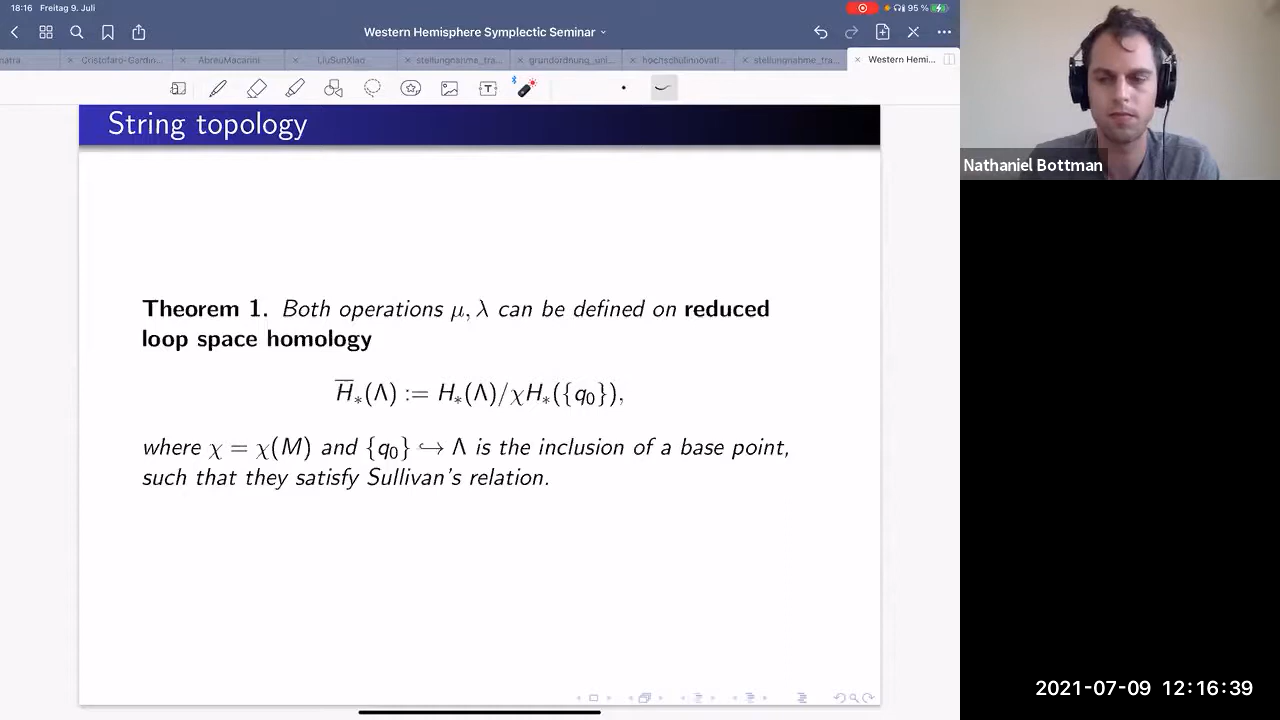 18:16 Freitag 9. Juli
95 %
Western Hemisphere Symplectic Seminar
Cristofaro-Gardin...
AbreuMacarini
LiuSunXiao
stellungnahme_tra...
grundordnung_uni...
hochschulinnovati...
stellungnahme_tra...
Western Hemi...
String topology
Theorem 1. Both operations μ, λ can be defined on reduced
loop space homology
H̅∗(Λ) := H∗(Λ)/χH∗({q₀}),
where χ = χ(M) and {q₀} ↪ Λ is the inclusion of a base point,
such that they satisfy Sullivan's relation.
Nathaniel Bottman
2021-07-09 12:16:39